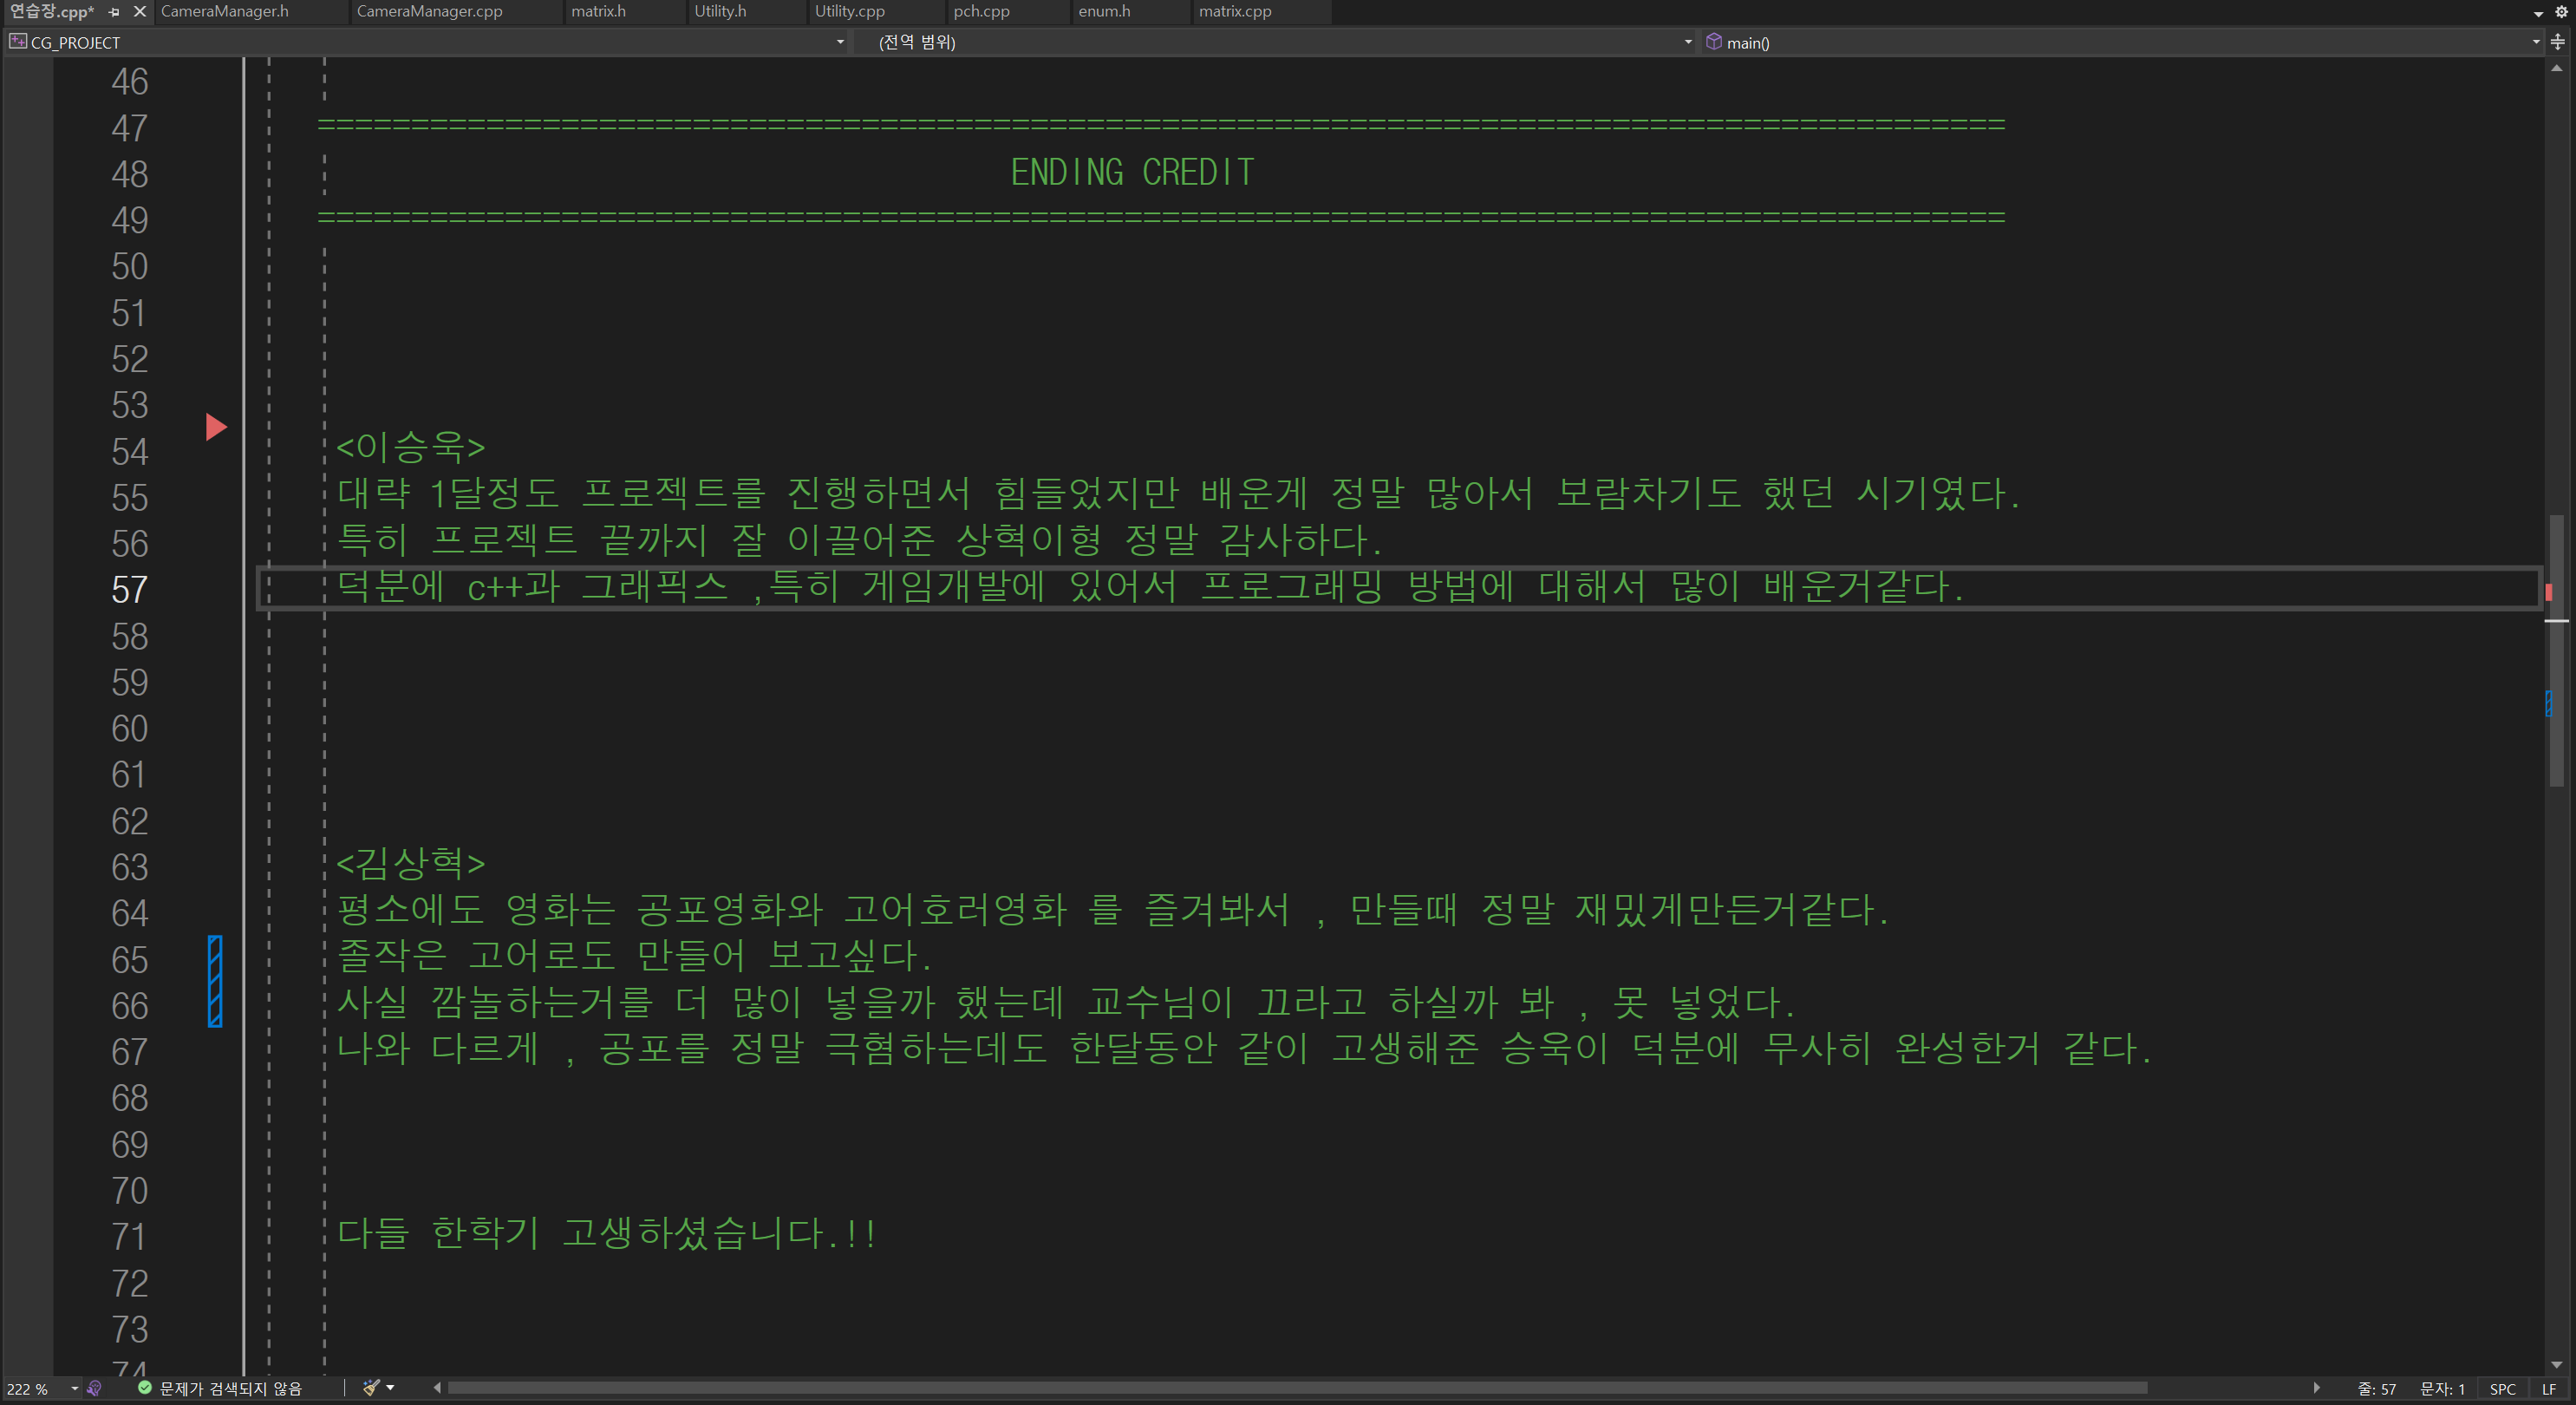 연습장.cpp* CameraManager.h CameraManager.cpp matrix.h Utility.h Utility.cpp pch.cpp enum.h matrix.cpp
CG_PROJECT (전역 범위) main()
46
47 ==========================================================================================
48 ENDING CREDIT
49 ==========================================================================================
50
51
52
53
54 <이승욱>
55 대략 1달정도 프로젝트를 진행하면서 힘들었지만 배운게 정말 많아서 보람차기도 했던 시기였다.
56 특히 프로젝트 끝까지 잘 이끌어준 상혁이형 정말 감사하다.
57 덕분에 c++과 그래픽스 ,특히 게임개발에 있어서 프로그래밍 방법에 대해서 많이 배운거같다.
58
59
60
61
62
63 <김상혁>
64 평소에도 영화는 공포영화와 고어호러영화 를 즐겨봐서 , 만들때 정말 재밌게만든거같다.
65 졸작은 고어로도 만들어 보고싶다.
66 사실 깜놀하는거를 더 많이 넣을까 했는데 교수님이 끄라고 하실까 봐 , 못 넣었다.
67 나와 다르게 , 공포를 정말 극혐하는데도 한달동안 같이 고생해준 승욱이 덕분에 무사히 완성한거 같다.
68
69
70
71 다들 한학기 고생하셨습니다.!!
72
73
74
222 % 문제가 검색되지 않음 줄: 57 문자: 1 SPC LF